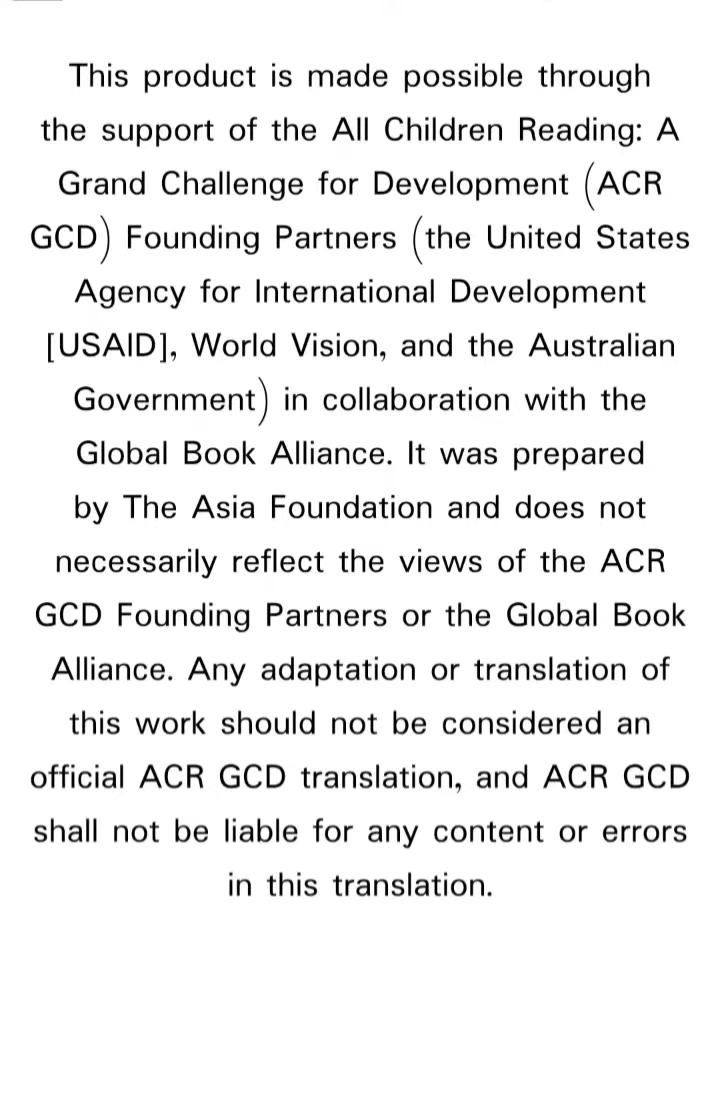 This product is made possible through
the support of the All Children Reading: A
Grand Challenge for Development (ACR
GCD) Founding Partners (the United States
Agency for International Development
[USAID], World Vision, and the Australian
Government) in collaboration with the
Global Book Alliance. It was prepared
by The Asia Foundation and does not
necessarily reflect the views of the ACR
GCD Founding Partners or the Global Book
Alliance. Any adaptation or translation of
this work should not be considered an
official ACR GCD translation, and ACR GCD
shall not be liable for any content or errors
in this translation.